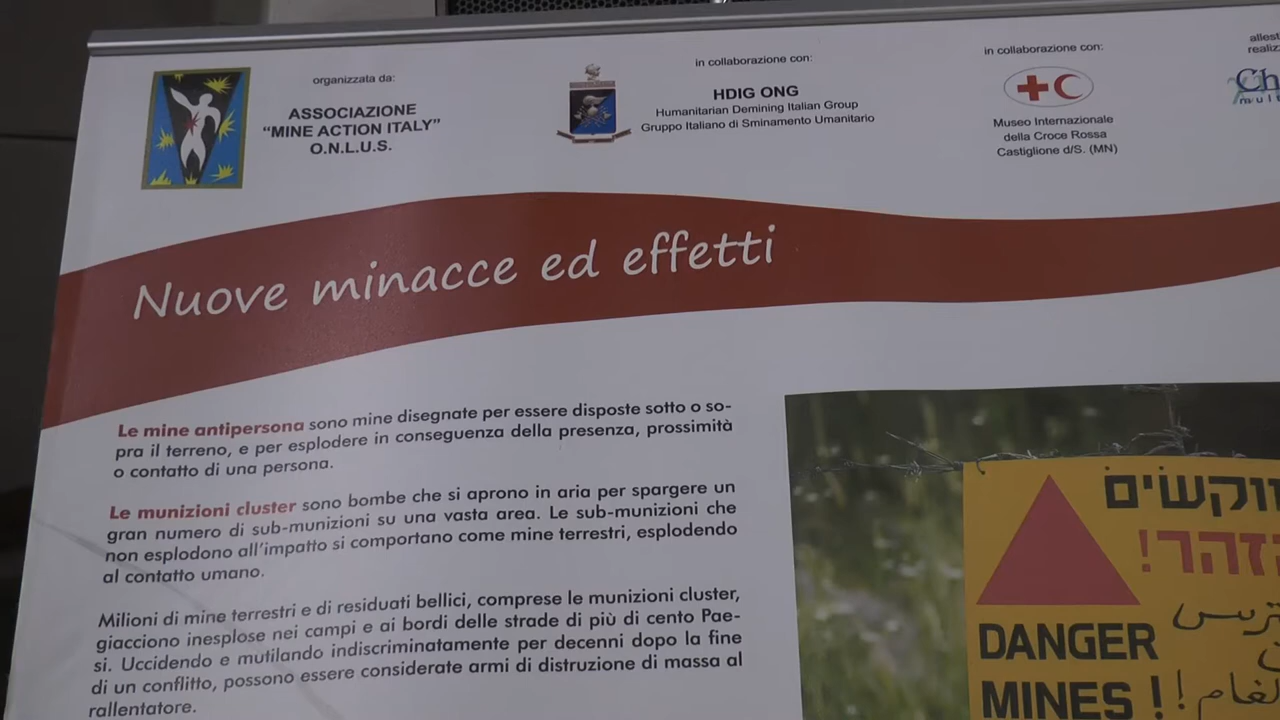 organizzata da:
ASSOCIAZIONE
“MINE ACTION ITALY”
O.N.L.U.S.
in collaborazione con:
HDIG ONG
Humanitarian Demining Italian Group
Gruppo Italiano di Sminamento Umanitario
in collaborazione con:
Museo Internazionale
della Croce Rossa
Castiglione d/S. (MN)
Nuove minacce ed effetti
Le mine antipersona sono mine disegnate per essere disposte sotto o so-
pra il terreno, e per esplodere in conseguenza della presenza, prossimità
o contatto di una persona.
Le munizioni cluster sono bombe che si aprono in aria per spargere un
gran numero di sub-munizioni su una vasta area. Le sub-munizioni che
non esplodono all’impatto si comportano come mine terrestri, esplodendo
al contatto umano.
Milioni di mine terrestri e di residuati bellici, comprese le munizioni cluster,
giacciono inesplose nei campi e ai bordi delle strade di più di cento Pae-
si. Uccidendo e mutilando indiscriminatamente per decenni dopo la fine
di un conflitto, possono essere considerate armi di distruzione di massa al
rallentatore.
DANGER
MINES !